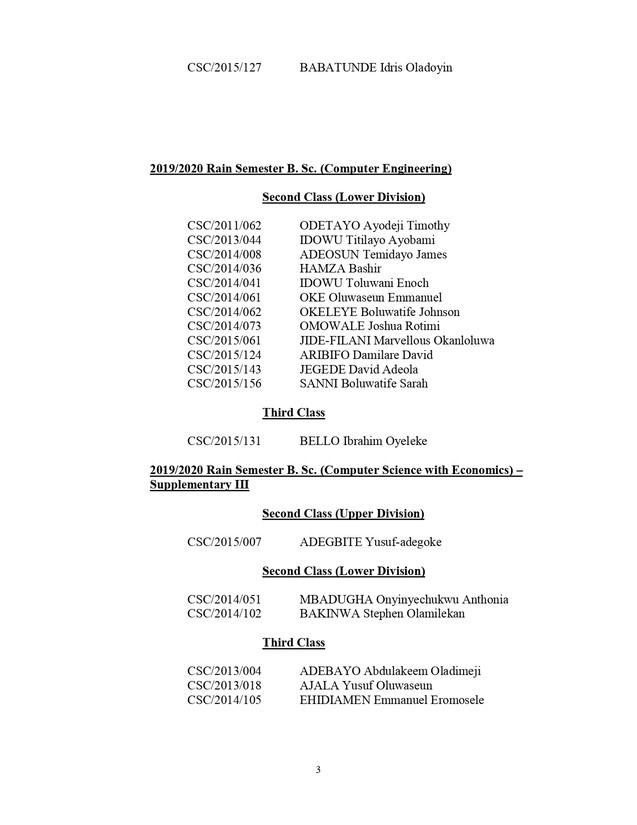 CSC/2015/127 BABATUNDE Idris Oladoyin
2019/2020 Rain Semester B. Sc. (Computer Engineering)
Second Class (Lower Division)
CSC/2011/062 ODETAYO Ayodeji Timothy
CSC/2013/044 IDOWU Titilayo Ayobami
CSC/2014/008 ADEOSUN Temidayo James
CSC/2014/036 HAMZA Bashir
CSC/2014/041 IDOWU Toluwani Enoch
CSC/2014/061 OKE Oluwaseun Emmanuel
CSC/2014/062 OKELEYE Boluwatife Johnson
CSC/2014/073 OMOWALE Joshua Rotimi
CSC/2015/061 JIDE-FILANI Marvellous Okanloluwa
CSC/2015/124 ARIBIFO Damilare David
CSC/2015/143 JEGEDE David Adeola
CSC/2015/156 SANNI Boluwatife Sarah
Third Class
CSC/2015/131 BELLO Ibrahim Oyeleke
2019/2020 Rain Semester B. Sc. (Computer Science with Economics) –
Supplementary III
Second Class (Upper Division)
CSC/2015/007 ADEGBITE Yusuf-adegoke
Second Class (Lower Division)
CSC/2014/051 MBADUGHA Onyinyechukwu Anthonia
CSC/2014/102 BAKINWA Stephen Olamilekan
Third Class
CSC/2013/004 ADEBAYO Abdulakeem Oladimeji
CSC/2013/018 AJALA Yusuf Oluwaseun
CSC/2014/105 EHIDIAMEN Emmanuel Eromosele
3